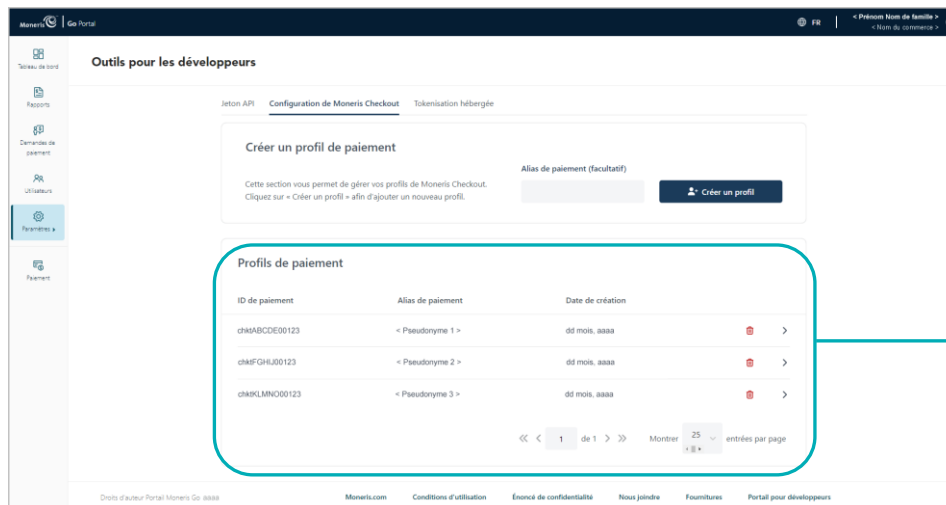 Moneris Go Portal
FR
< Prénom Nom de famille >
< Nom du commerce >
Tableau de bord
Rapports
Demandes de
paiement
Utilisateurs
Paramètres
Paiement
Outils pour les développeurs
Jeton API Configuration de Moneris Checkout Tokenisation hébergée
Créer un profil de paiement
Cette section vous permet de gérer vos profils de Moneris Checkout.
Cliquez sur « Créer un profil » afin d'ajouter un nouveau profil.
Alias de paiement (facultatif)
Créer un profil
Profils de paiement
ID de paiement Alias de paiement Date de création
chktABCDE00123 < Pseudonyme 1 > dd mois, aaaa
chktFGHIJ00123 < Pseudonyme 2 > dd mois, aaaa
chktKLMNO00123 < Pseudonyme 3 > dd mois, aaaa
1 de 1 Montrer 25 entrées par page
Droits d'auteur Portail Moneris Go aaaa
Moneris.com Conditions d'utilisation Énoncé de confidentialité Nous joindre Fournitures Portail pour développeurs